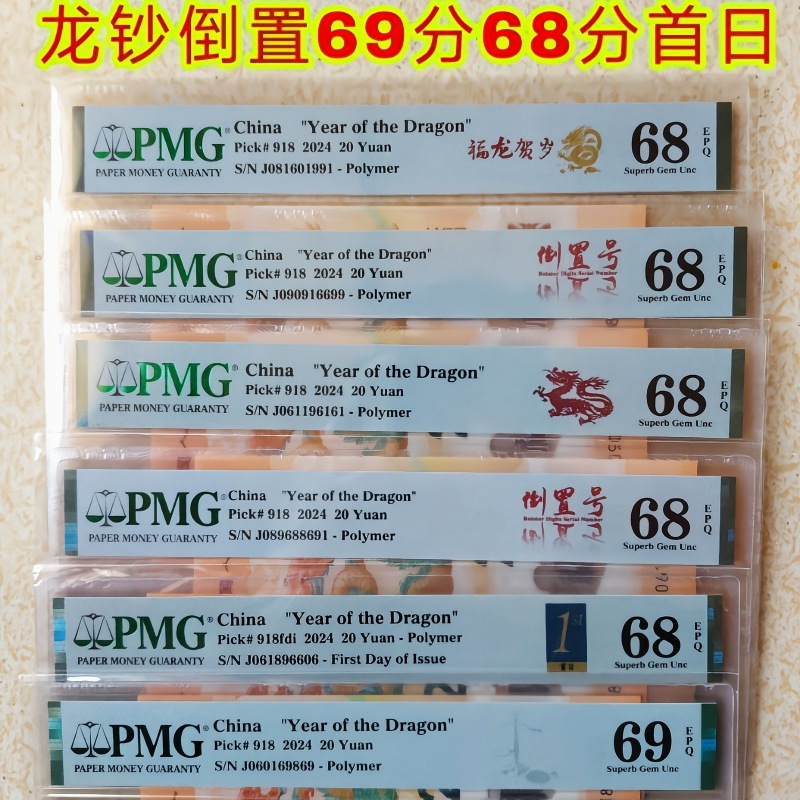 龙钞倒置69分68分首日
PMG
PAPER MONEY GUARANTY
China "Year of the Dragon"
Pick# 918 2024 20 Yuan
S/N J081601991 - Polymer
福龙贺岁
68
EPQ
Superb Gem Unc
PMG
PAPER MONEY GUARANTY
China "Year of the Dragon"
Pick# 918 2024 20 Yuan
S/N J090916699 - Polymer
倒置号
Rotator Digits Serial Number
68
EPQ
Superb Gem Unc
PMG
PAPER MONEY GUARANTY
China "Year of the Dragon"
Pick# 918 2024 20 Yuan
S/N J061196161 - Polymer
68
EPQ
Superb Gem Unc
PMG
PAPER MONEY GUARANTY
China "Year of the Dragon"
Pick# 918 2024 20 Yuan
S/N J089688691 - Polymer
倒置号
Rotator Digits Serial Number
68
EPQ
Superb Gem Unc
PMG
PAPER MONEY GUARANTY
China "Year of the Dragon"
Pick# 918fdi 2024 20 Yuan - Polymer
S/N J061896606 - First Day of Issue
1st
68
EPQ
Superb Gem Unc
PMG
PAPER MONEY GUARANTY
China "Year of the Dragon"
Pick# 918 2024 20 Yuan
S/N J060169869 - Polymer
69
EPQ
Superb Gem Unc